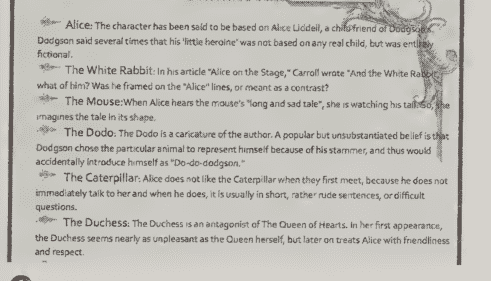 Alice: The character has been said to be based on Alice Liddell, a child friend of Dodgson's.
Dodgson said several times that his 'little heroine' was not based on any real child, but was entirely
fictional.
The White Rabbit: In his article "Alice on the Stage," Carroll wrote "And the White Rabbit,
what of him? Was he framed on the "Alice" lines, or meant as a contrast?
The Mouse:When Alice hears the mouse's "long and sad tale", she is watching his tail. So, she
imagines the tale in its shape.
The Dodo: The Dodo is a caricature of the author. A popular but unsubstantiated belief is that
Dodgson chose the particular animal to represent himself because of his stammer, and thus would
accidentally introduce himself as "Do-do-dodgson."
The Caterpillar: Alice does not like the Caterpillar when they first meet, because he does not
immediately talk to her and when he does, it is usually in short, rather rude sentences, or difficult
questions.
The Duchess: The Duchess is an antagonist of The Queen of Hearts. In her first appearance,
the Duchess seems nearly as unpleasant as the Queen herself, but later on treats Alice with friendliness
and respect.